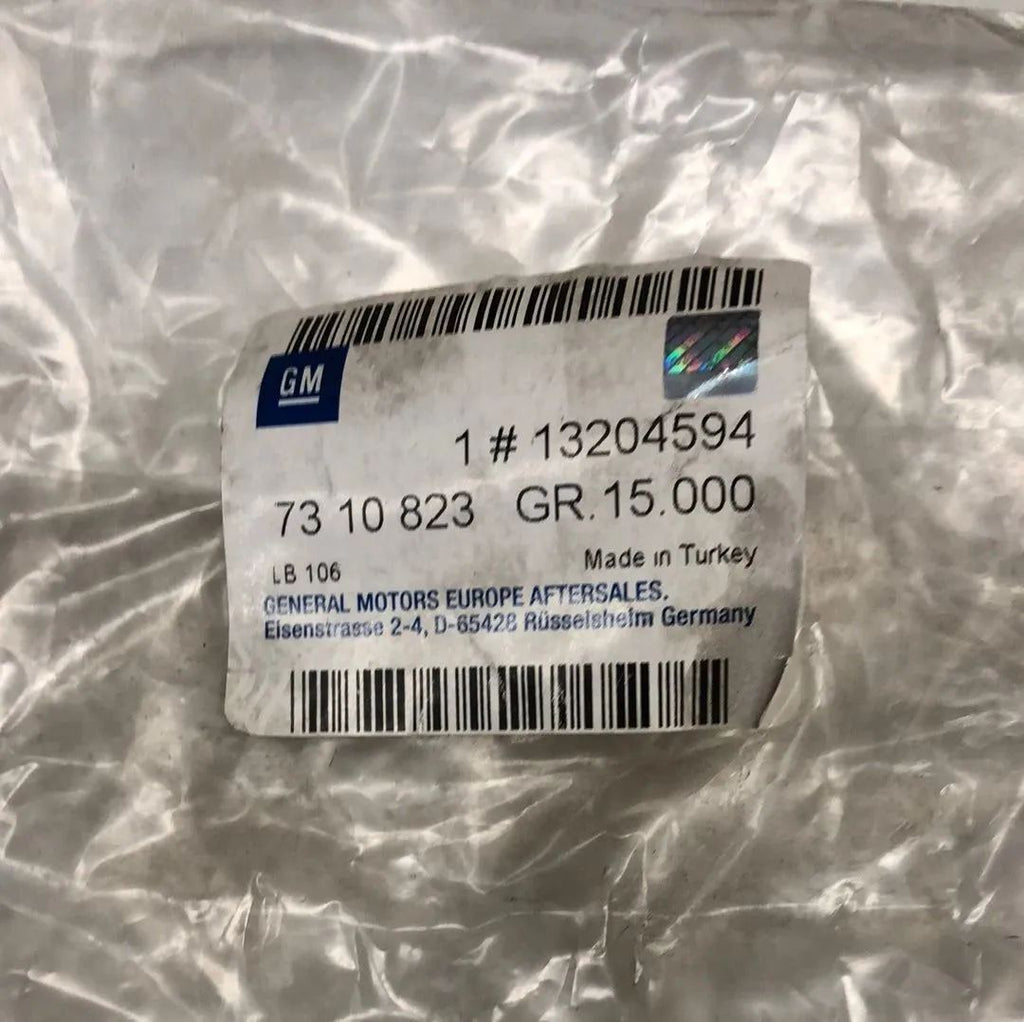 GM
1 # 13204594
73 10 823 GR. 15.000
LB 106 Made in Turkey
GENERAL MOTORS EUROPE AFTERSALES.
Eisenstrasse 2-4, D-65428 Rüsselsheim Germany